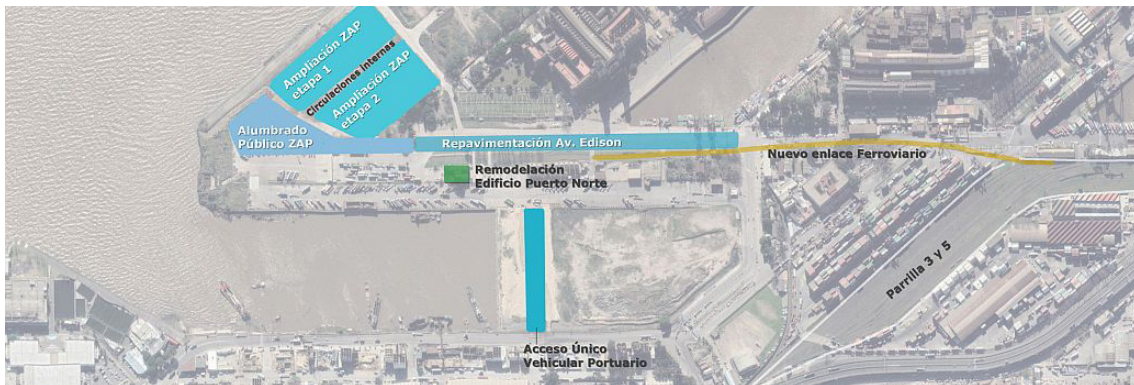 Ampliación ZAP
etapa 1
Circulaciones internas
Ampliación ZAP
etapa 2
Alumbrado
Público ZAP
Repavimentación Av. Edison
Nuevo enlace Ferroviario
Remodelación
Edificio Puerto Norte
Parrilla 3 y 5
Acceso Único
Vehicular Portuario